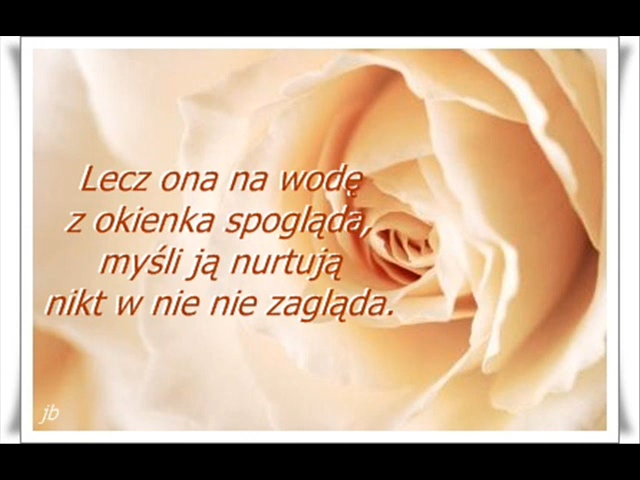 Lecz ona na wodę
z okienka spogląda,
myśli ją nurtują
nikt w nie nie zagląda.
jb